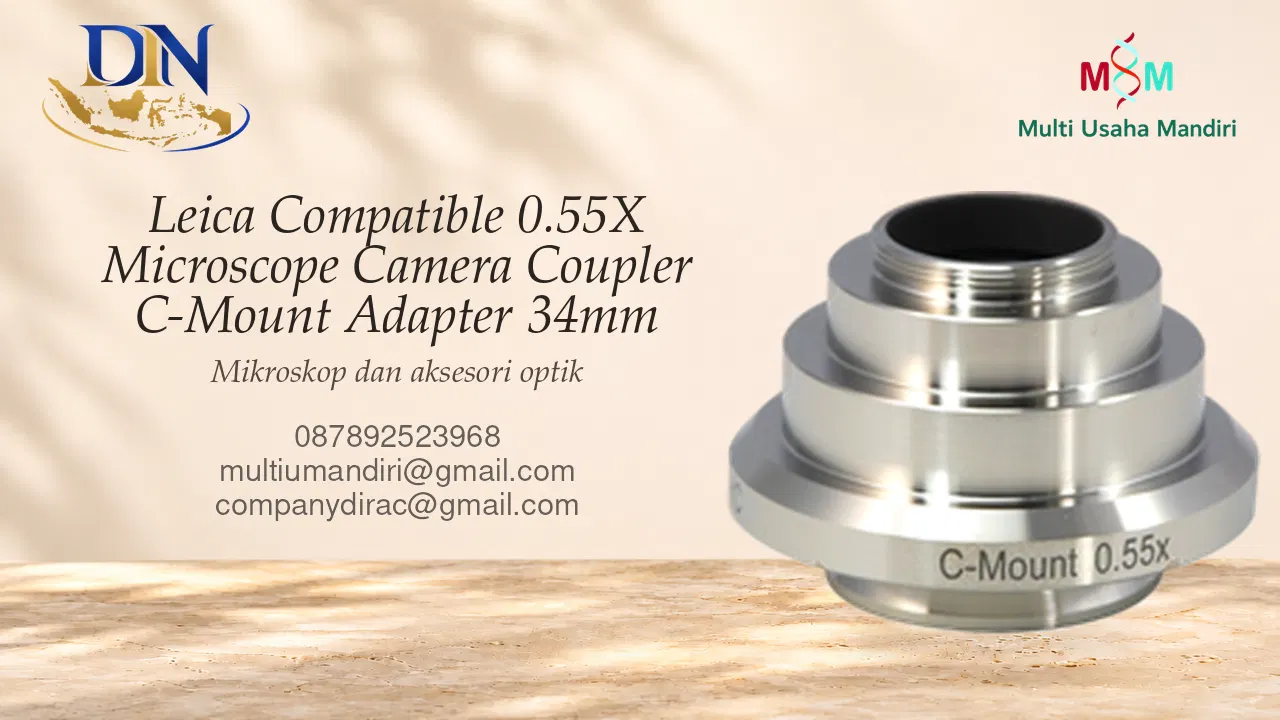 DIN
MSM
Multi Usaha Mandiri
Leica Compatible 0.55X
Microscope Camera Coupler
C-Mount Adapter 34mm
Mikroskop dan aksesori optik
087892523968
multiumandiri@gmail.com
companydirac@gmail.com
C-Mount 0.55x